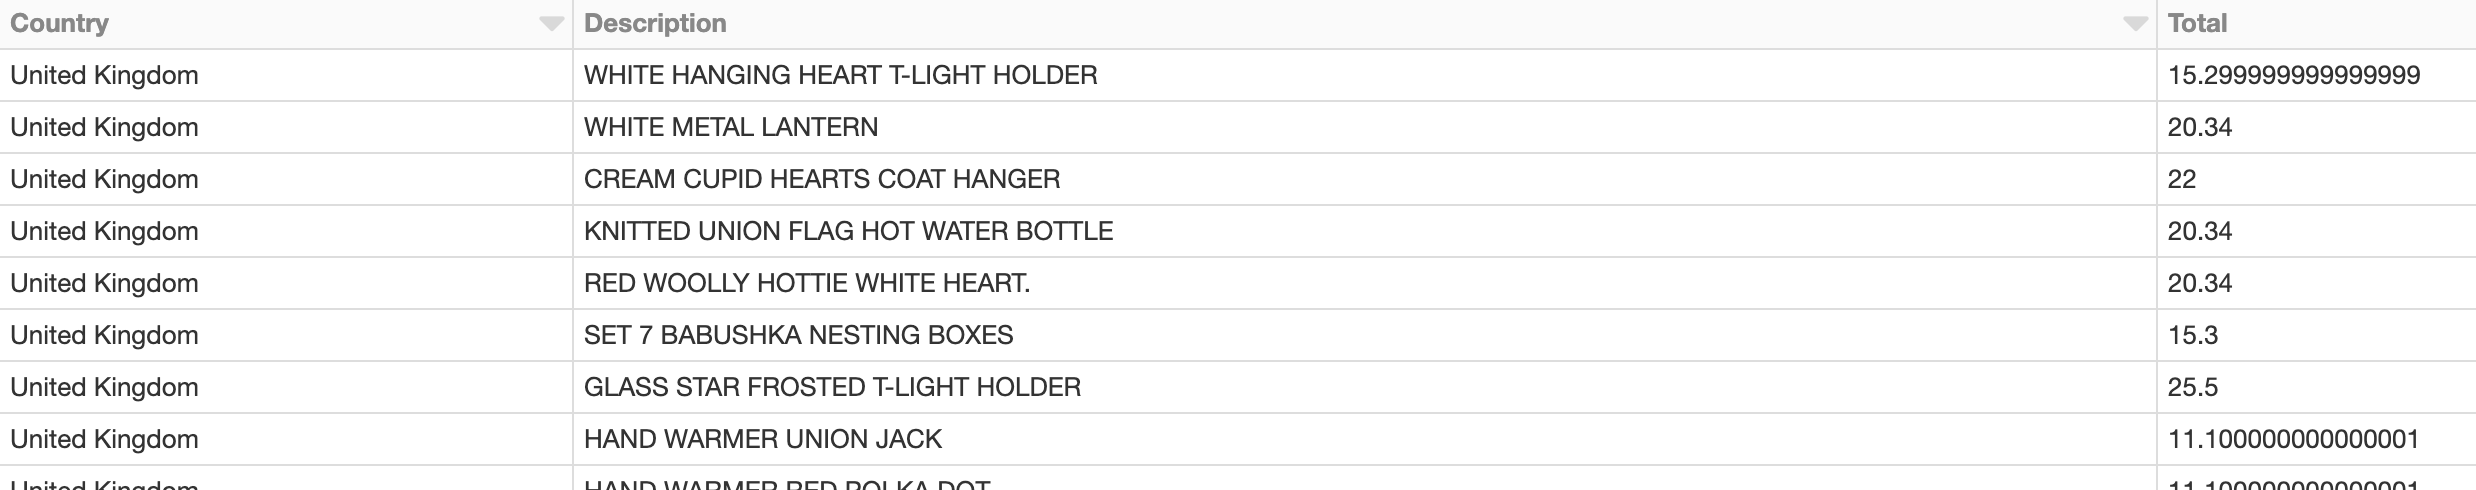 Country Description Total
United Kingdom WHITE HANGING HEART T-LIGHT HOLDER 15.299999999999999
United Kingdom WHITE METAL LANTERN 20.34
United Kingdom CREAM CUPID HEARTS COAT HANGER 22
United Kingdom KNITTED UNION FLAG HOT WATER BOTTLE 20.34
United Kingdom RED WOOLLY HOTTIE WHITE HEART. 20.34
United Kingdom SET 7 BABUSHKA NESTING BOXES 15.3
United Kingdom GLASS STAR FROSTED T-LIGHT HOLDER 25.5
United Kingdom HAND WARMER UNION JACK 11.100000000000001
United Kingdom HAND WARMER RED POLKA DOT 11.100000000000001